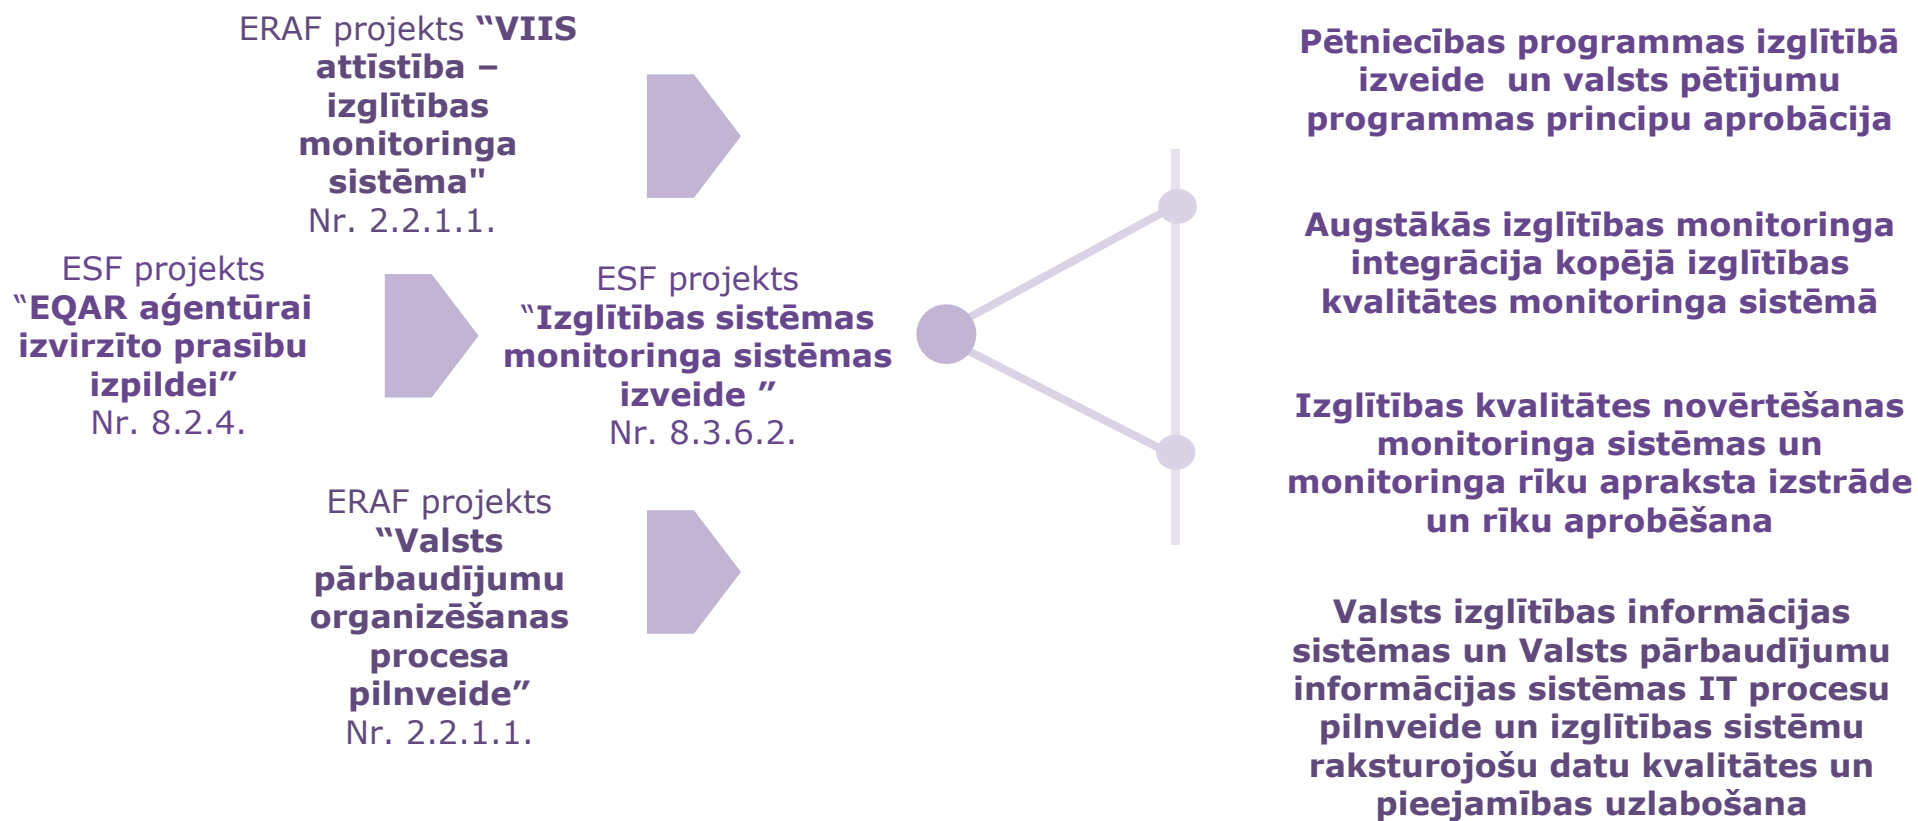 ERAF projekts “VIIS
attīstība –
izglītības
monitoringa
sistēma"
Nr. 2.2.1.1.
ESF projekts
“EQAR aģentūrai
izvirzīto prasību
izpildei”
Nr. 8.2.4.
ESF projekts
“Izglītības sistēmas
monitoringa sistēmas
izveide ”
Nr. 8.3.6.2.
ERAF projekts
“Valsts
pārbaudījumu
organizēšanas
procesa
pilnveide”
Nr. 2.2.1.1.
Pētniecības programmas izglītībā
izveide un valsts pētījumu
programmas principu aprobācija
Augstākās izglītības monitoringa
integrācija kopējā izglītības
kvalitātes monitoringa sistēmā
Izglītības kvalitātes novērtēšanas
monitoringa sistēmas un
monitoringa rīku apraksta izstrāde
un rīku aprobēšana
Valsts izglītības informācijas
sistēmas un Valsts pārbaudījumu
informācijas sistēmas IT procesu
pilnveide un izglītības sistēmu
raksturojošu datu kvalitātes un
pieejamības uzlabošana